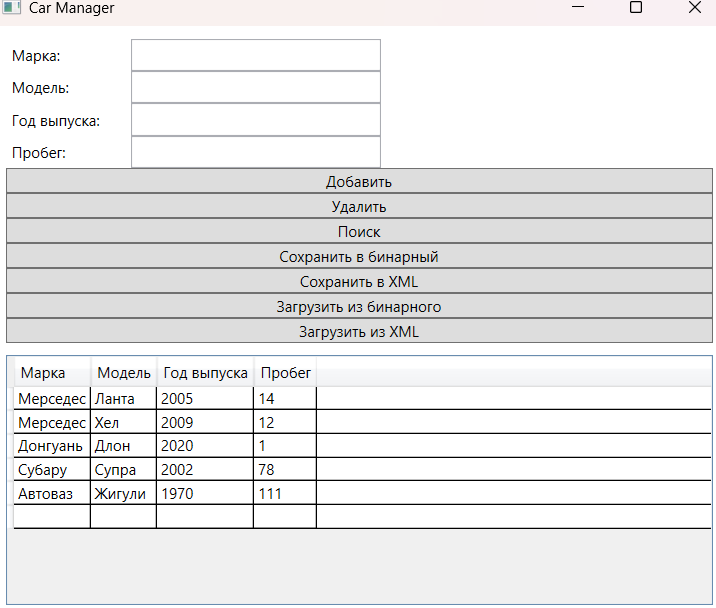 Car Manager
Марка:
Модель:
Год выпуска:
Пробег:
Добавить
Удалить
Поиск
Сохранить в бинарный
Сохранить в XML
Загрузить из бинарного
Загрузить из XML
Марка Модель Год выпуска Пробег
Мерседес Ланта 2005 14
Мерседес Хел 2009 12
Донгуань Длон 2020 1
Субару Супра 2002 78
Автоваз Жигули 1970 111